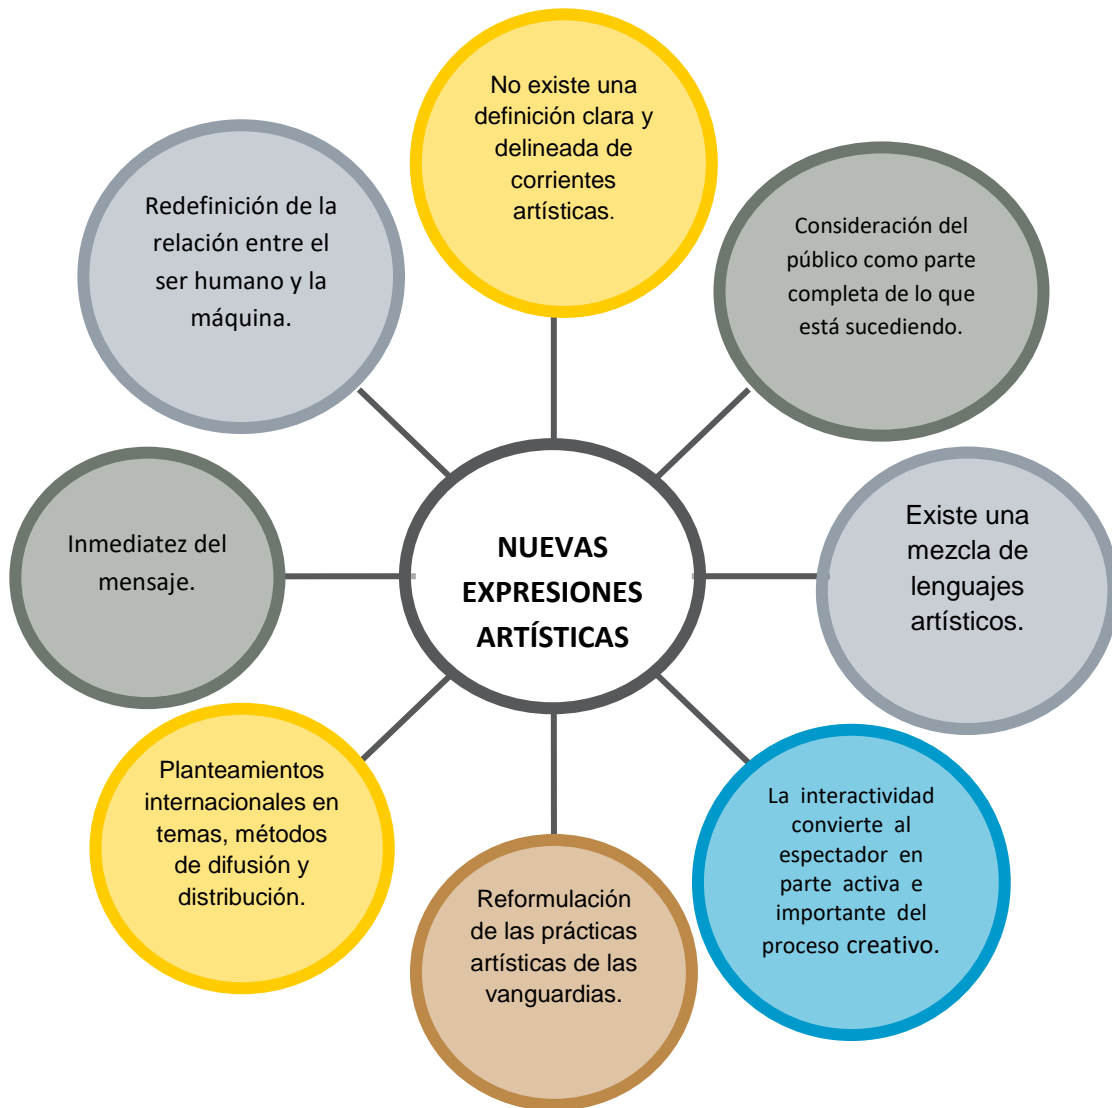 No existe una
definición clara y
delineada de
corrientes
artísticas.
Consideración del
público como parte
completa de lo que
está sucediendo.
Existe una
mezcla de
lenguajes
artísticos.
La interactividad
convierte al
espectador en
parte activa e
importante del
proceso creativo.
Reformulación
de las prácticas
artísticas de las
vanguardias.
Planteamientos
internacionales en
temas, métodos
de difusión y
distribución.
Inmediatez del
mensaje.
Redefinición de la
relación entre el
ser humano y la
máquina.
NUEVAS
EXPRESIONES
ARTÍSTICAS